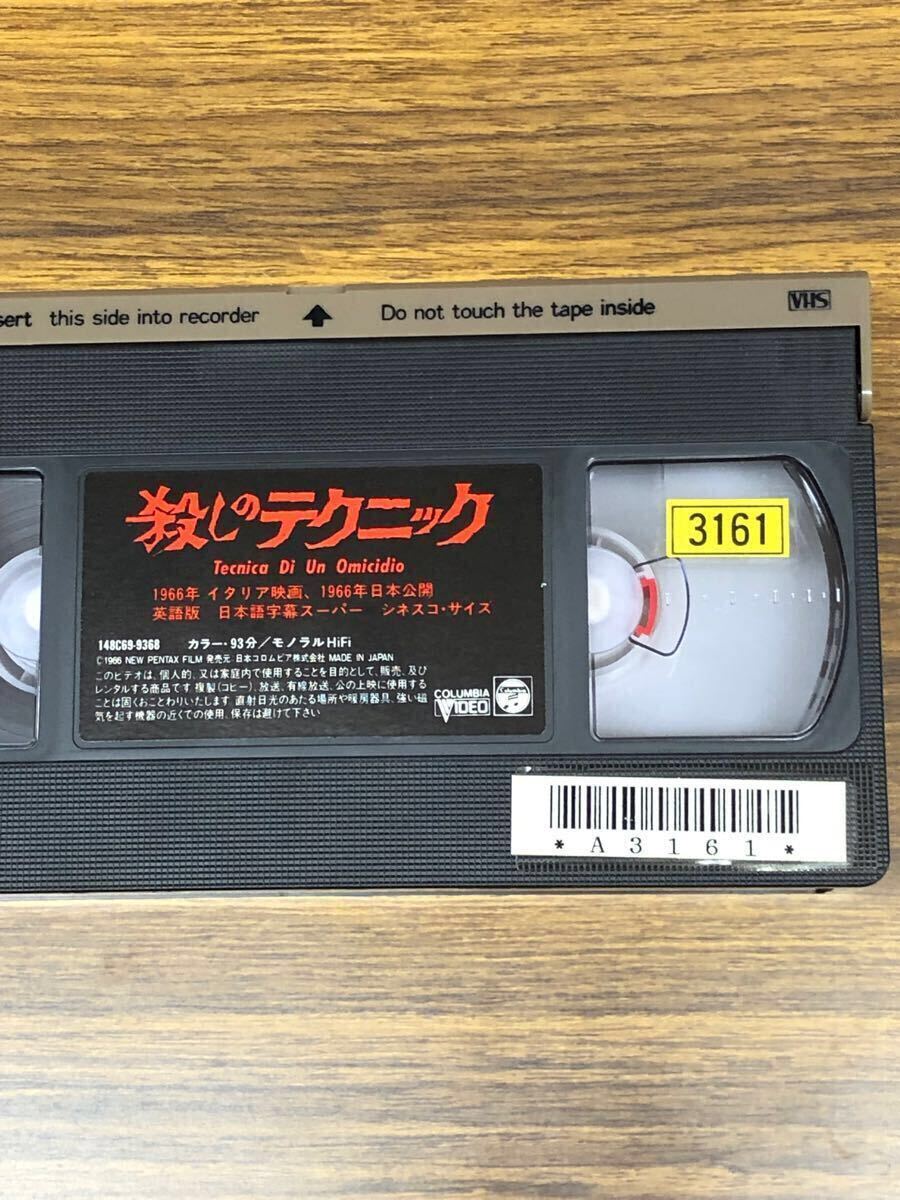 sert this side into recorder
Do not touch the tape inside
VHS
殺しのテクニック
Tecnica Di Un Omicidio
1966年 イタリア映画、1966年日本公開
英語版 日本語字幕スーパー シネスコ・サイズ
148C69-9368 カラー・93分/モノラルHiFi
©1966 NEW PENTAX FILM 発売元・日本コロムビア株式会社 MADE IN JAPAN
このビデオは、個人的、又は家庭内で使用することを目的として、販売、及び
レンタルする商品です 複製(コピー)、放送、有線放送、公の上映に使用する
ことは固くおことわりいたします 直射日光のあたる場所や暖房器具、強い磁
気を起す機器の近くでの使用、保存は避けて下さい
COLUMBIA
VIDEO
Columbia
3161
* A 3 1 6 1 *